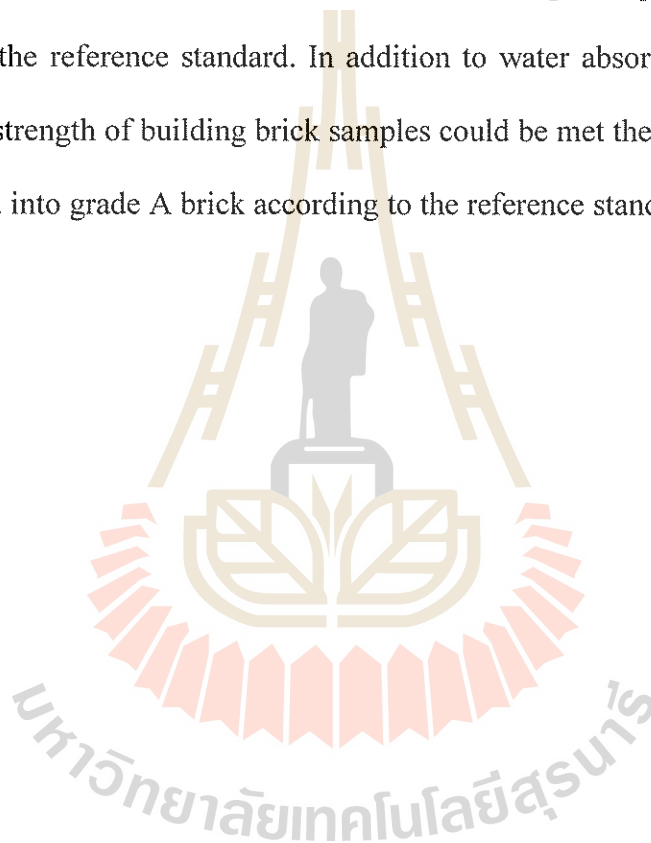 the reference standard. In addition to water absor
strength of building brick samples could be met the
into grade A brick according to the reference stand
มหาวิทยาลัยเทคโนโลยีสุรนารี